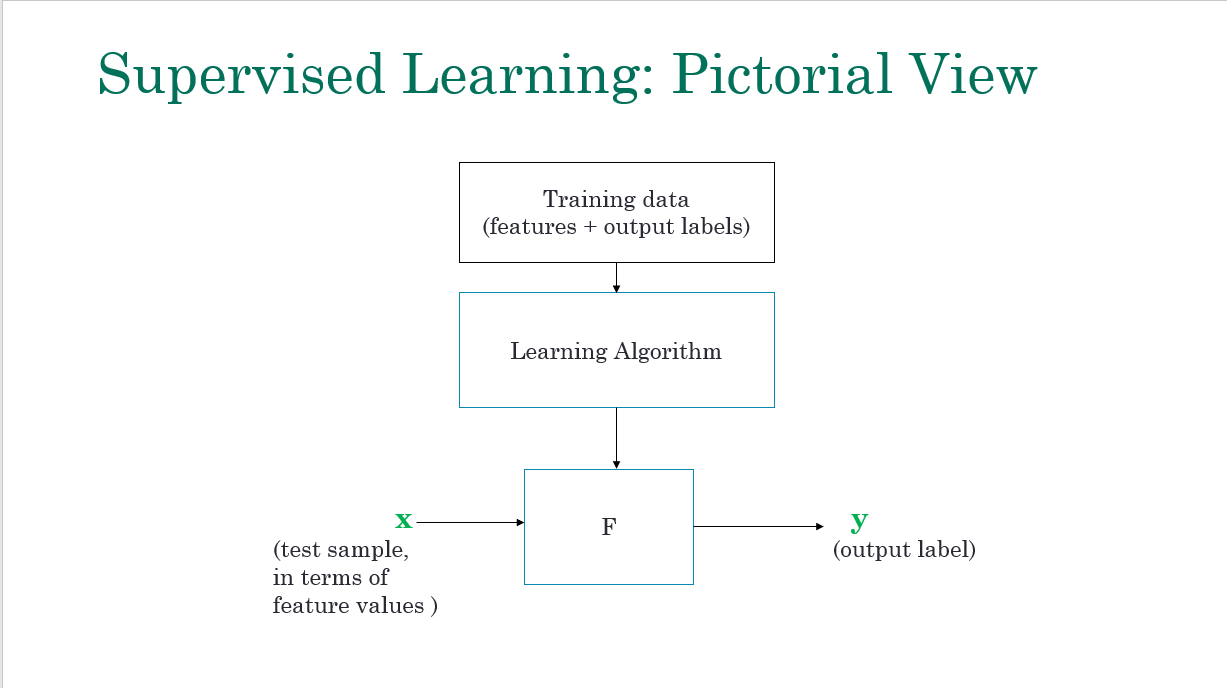 Supervised Learning: Pictorial View
Training data
(features + output labels)
Learning Algorithm
F
x
(test sample,
in terms of
feature values )
y
(output label)